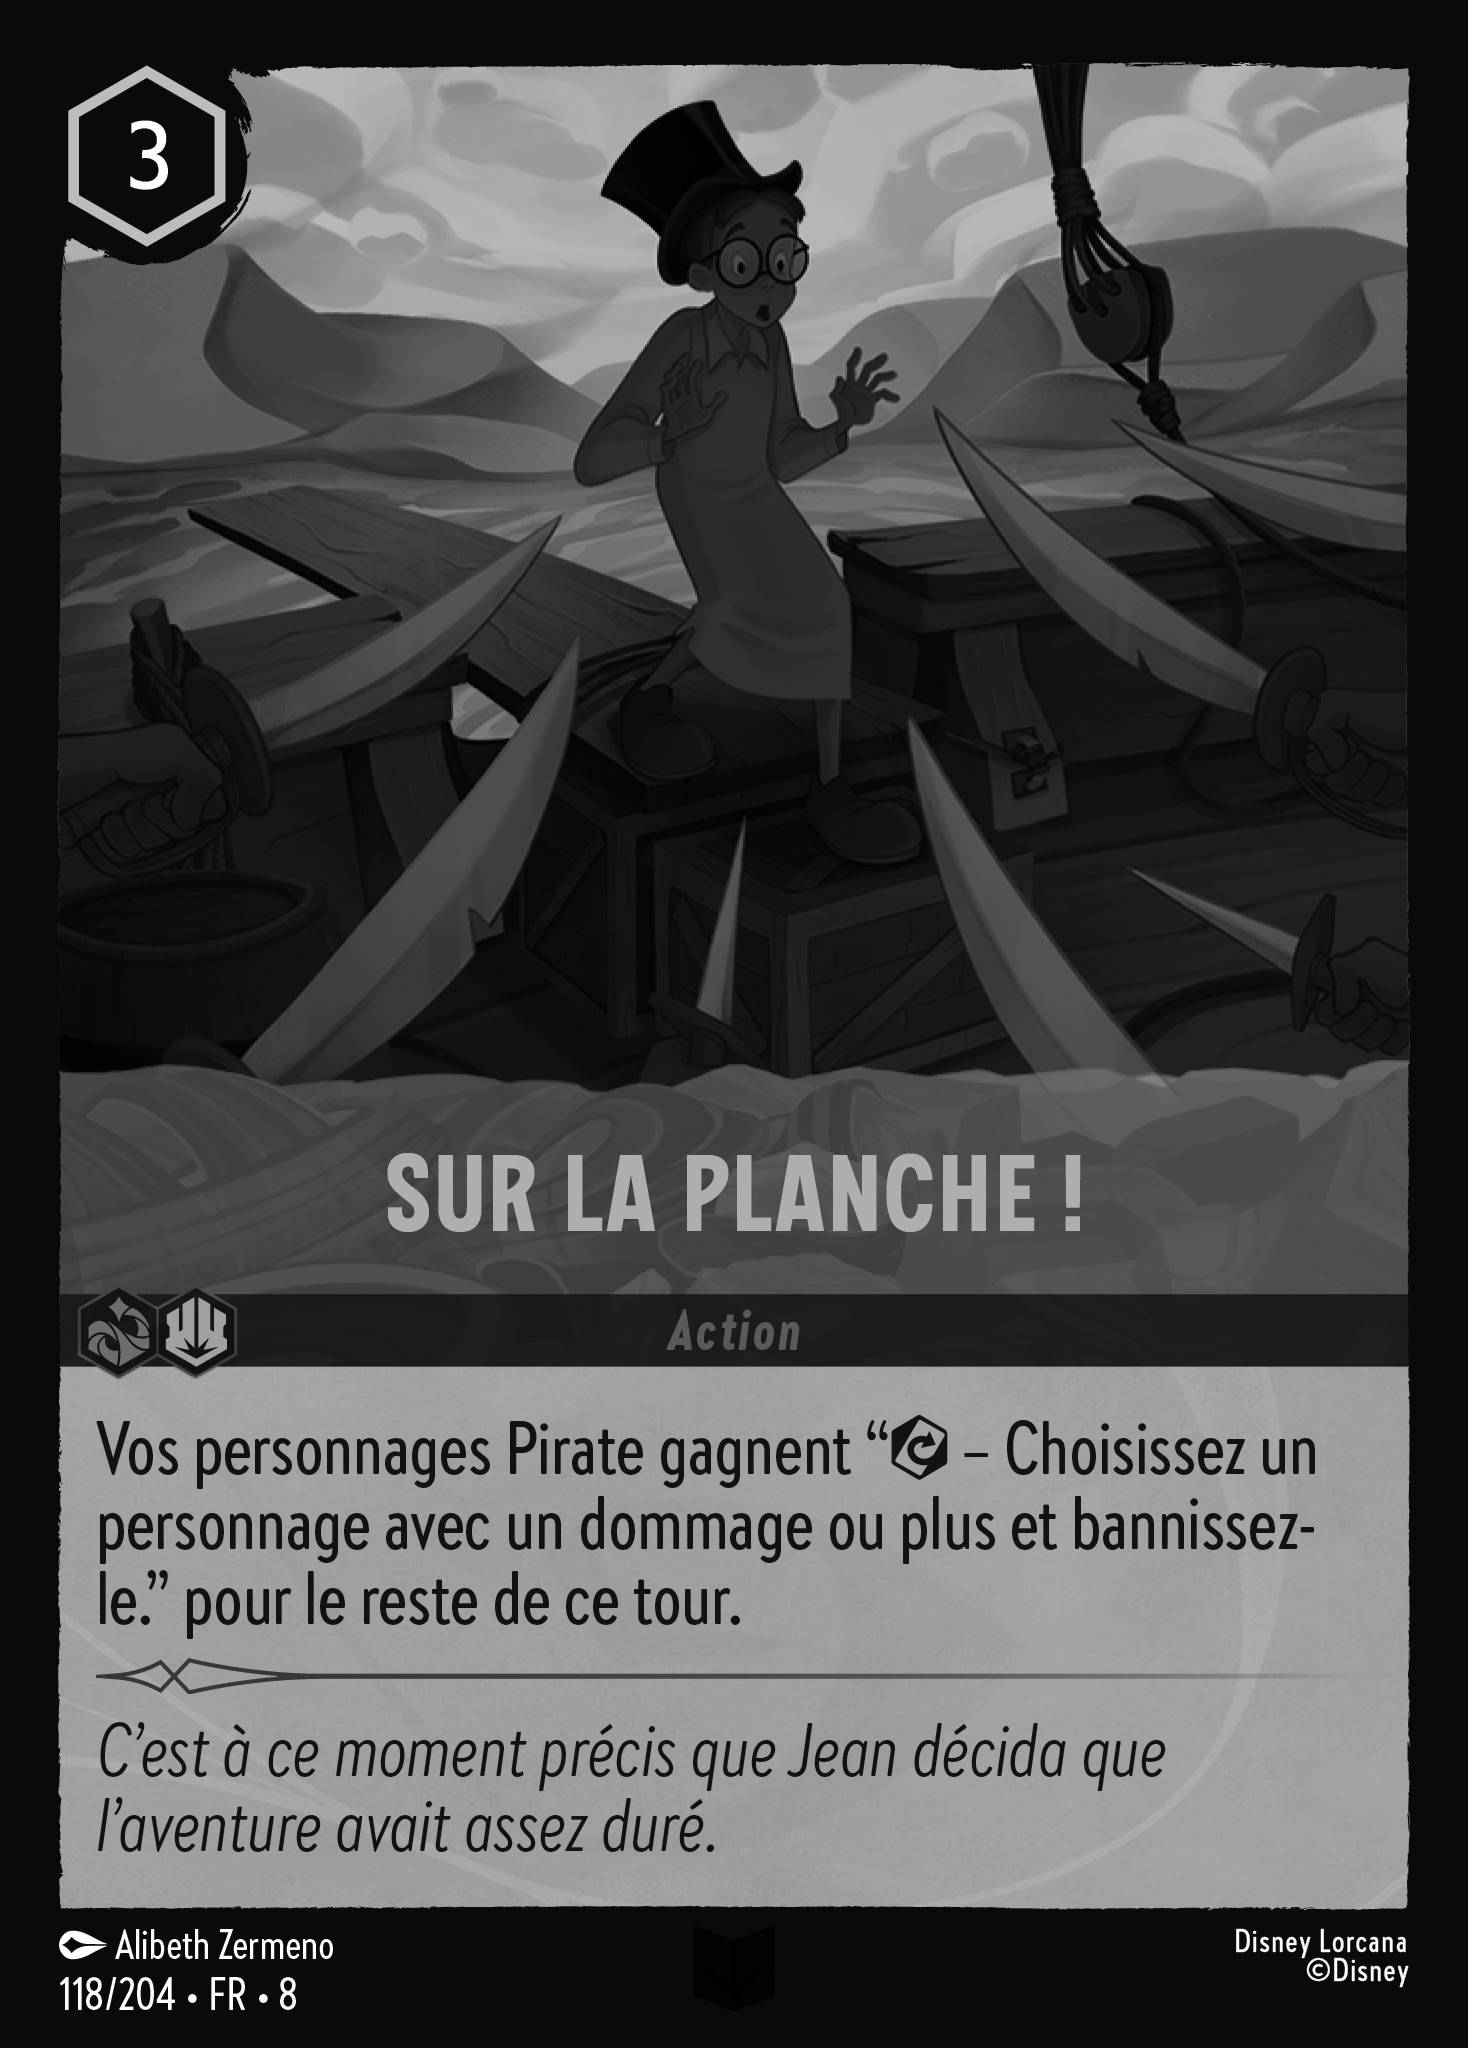 3
SUR LA PLANCHE !
Action
Vos personnages Pirate gagnent “ – Choisissez un
personnage avec un dommage ou plus et bannissez-
le.” pour le reste de ce tour.
C’est à ce moment précis que Jean décida que
l’aventure avait assez duré.
Alibeth Zermeno
118/204 • FR • 8
Disney Lorcana
©Disney